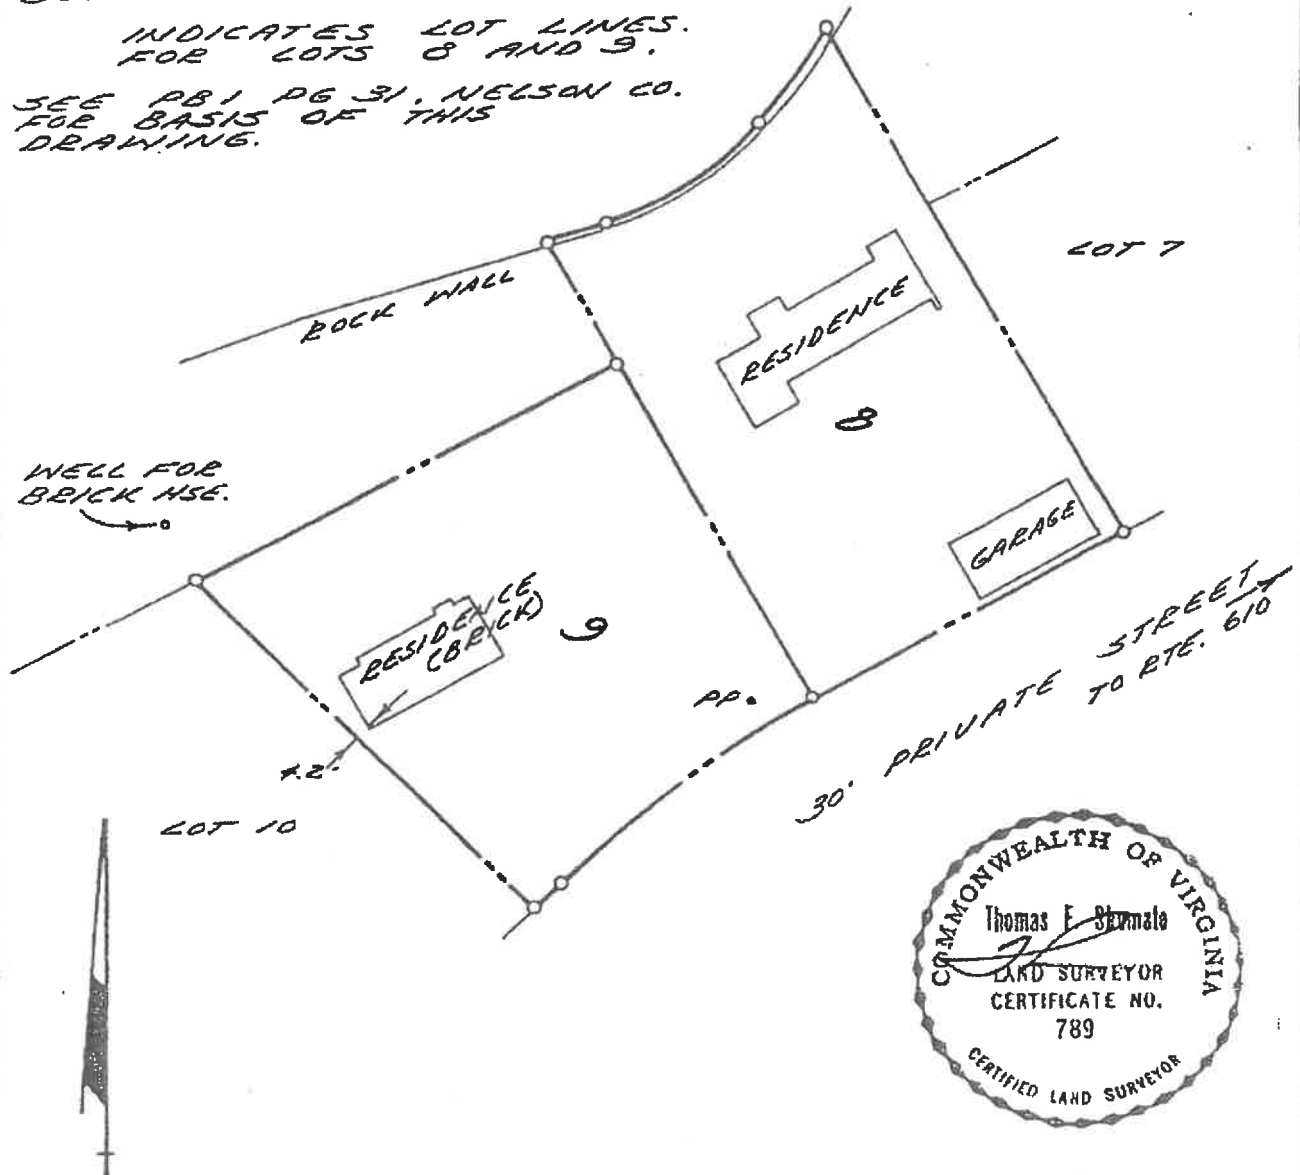 INDICATES LOT LINES.
FOR LOTS 8 AND 9.
SEE PB1 PG 31, NELSON CO.
FOR BASIS OF THIS
DRAWING.
ROCK WALL
LOT 7
RESIDENCE
8
WELL FOR
BRICK HSE.
GARAGE
RESIDENCE
(BRICK)
9
PP.
30' PRIVATE STREET
TO RTE. 610
LOT 10
COMMONWEALTH OF VIRGINIA
Thomas F.
LAND SURVEYOR
CERTIFICATE NO.
789
CERTIFIED LAND SURVEYOR